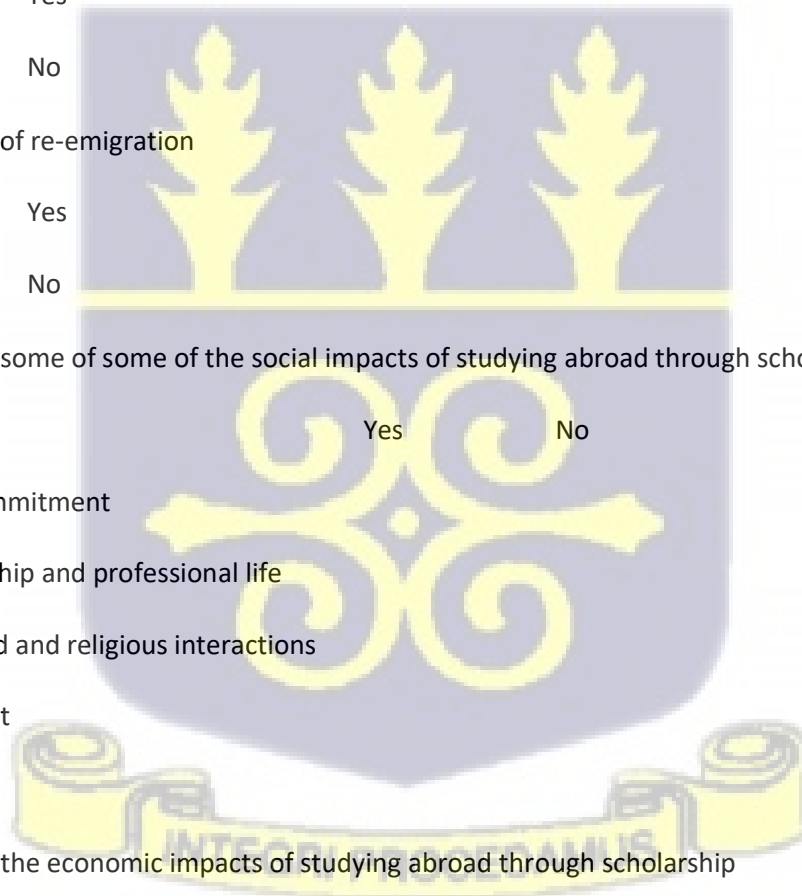 Yes
No
of re-emigration
Yes
No
some of some of the social impacts of studying abroad through scho
Yes No
mmitment
hip and professional life
d and religious interactions
t
the economic impacts of studying abroad through scholarship
INTEGRI PROCEDAMUS